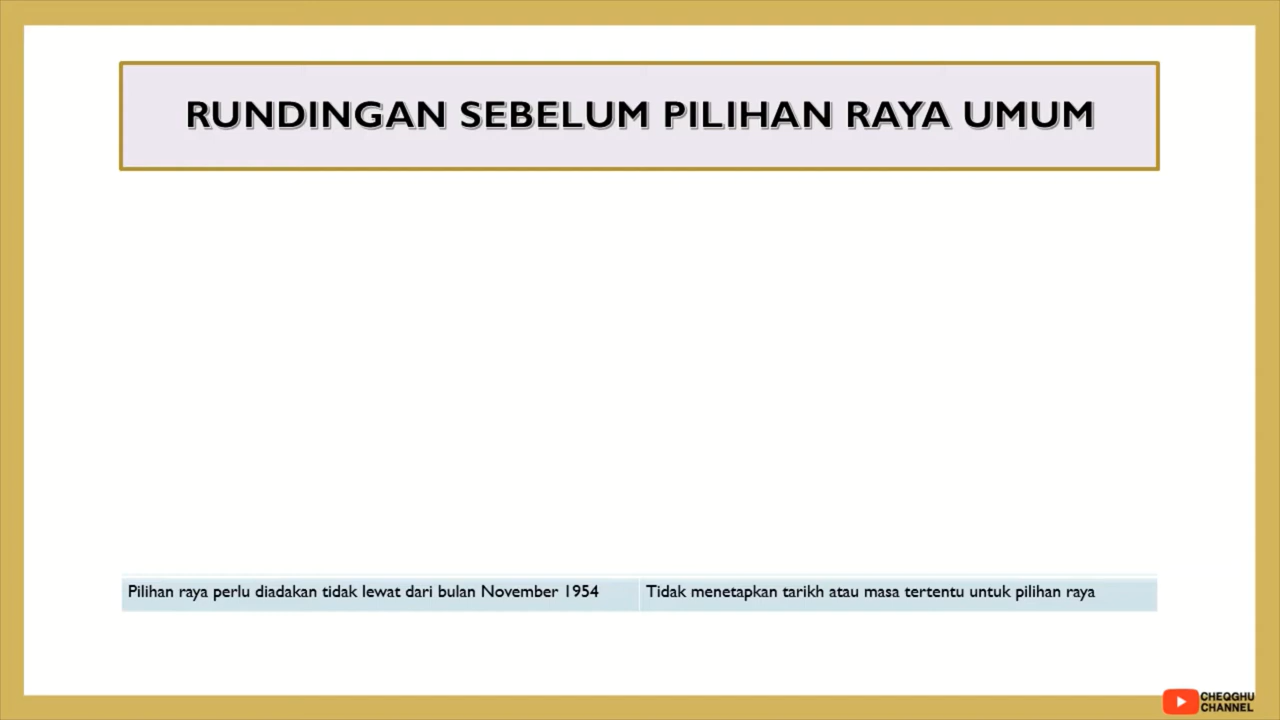 RUNDINGAN SEBELUM PILIHAN RAYA UMUM
Pilihan raya perlu diadakan tidak lewat dari bulan November 1954
Tidak menetapkan tarikh atau masa tertentu untuk pilihan raya
CHEQGHU
CHANNEL